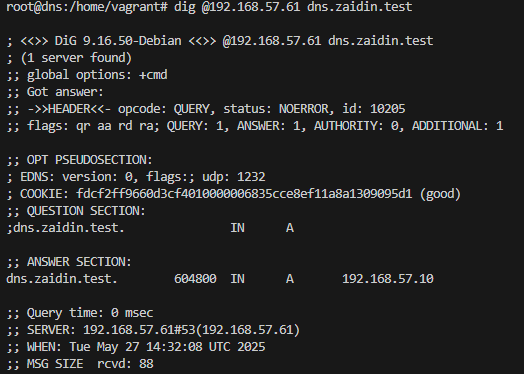 root@dns:/home/vagrant# dig @192.168.57.61 dns.zaidin.test
; <<>> DiG 9.16.50-Debian <<>> @192.168.57.61 dns.zaidin.test
; (1 server found)
;; global options: +cmd
;; Got answer:
;; ->>HEADER<<- opcode: QUERY, status: NOERROR, id: 10205
;; flags: qr aa rd ra; QUERY: 1, ANSWER: 1, AUTHORITY: 0, ADDITIONAL: 1
;; OPT PSEUDOSECTION:
; EDNS: version: 0, flags:; udp: 1232
; COOKIE: fdcf2ff9660d3cf4010000006835cce8ef11a8a1309095d1 (good)
;; QUESTION SECTION:
;dns.zaidin.test. IN A
;; ANSWER SECTION:
dns.zaidin.test. 604800 IN A 192.168.57.10
;; Query time: 0 msec
;; SERVER: 192.168.57.61#53(192.168.57.61)
;; WHEN: Tue May 27 14:32:08 UTC 2025
;; MSG SIZE rcvd: 88